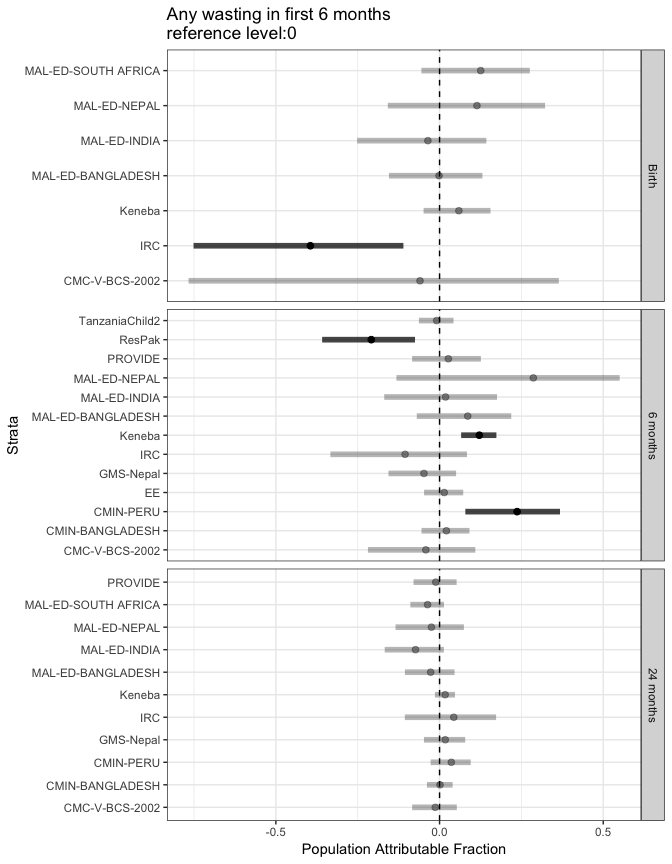 Any wasting in first 6 months
reference level:0
MAL-ED-SOUTH AFRICA
MAL-ED-NEPAL
MAL-ED-INDIA
MAL-ED-BANGLADESH
Keneba
IRC
CMC-V-BCS-2002
Birth
TanzaniaChild2
ResPak
PROVIDE
MAL-ED-NEPAL
MAL-ED-INDIA
MAL-ED-BANGLADESH
Keneba
IRC
GMS-Nepal
EE
CMIN-PERU
CMIN-BANGLADESH
CMC-V-BCS-2002
6 months
PROVIDE
MAL-ED-SOUTH AFRICA
MAL-ED-NEPAL
MAL-ED-INDIA
MAL-ED-BANGLADESH
Keneba
IRC
GMS-Nepal
CMIN-PERU
CMIN-BANGLADESH
CMC-V-BCS-2002
24 months
Strata
-0.5
0.0
0.5
Population Attributable Fraction